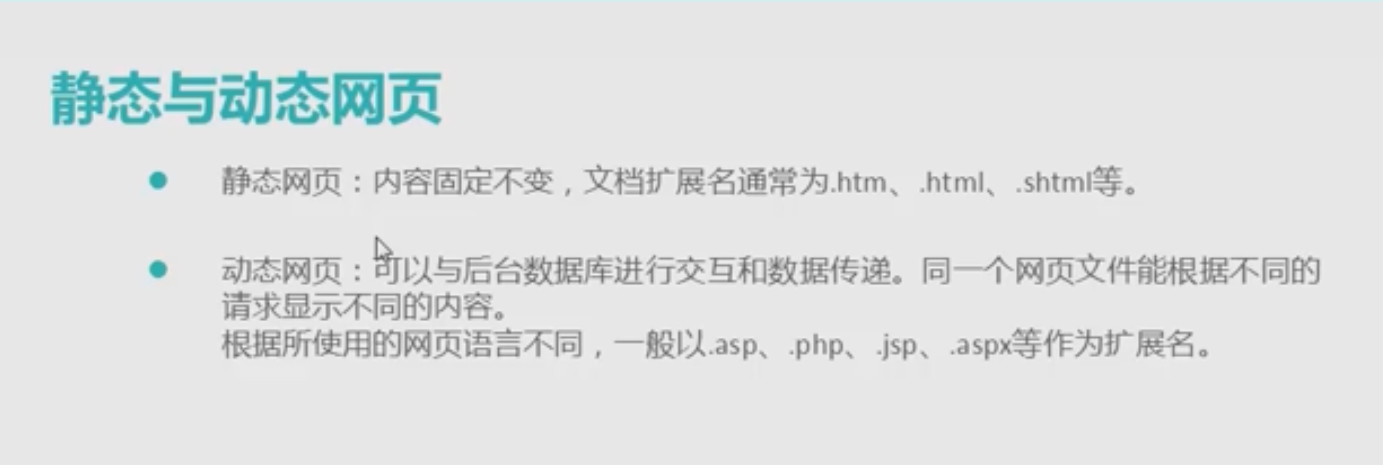 静态与动态网页
静态网页：内容固定不变，文档扩展名通常为.htm、.html、.shtml等。
动态网页：可以与后台数据库进行交互和数据传递。同一个网页文件能根据不同的
请求显示不同的内容。
根据所使用的网页语言不同，一般以.asp、.php、.jsp、.aspx等作为扩展名。